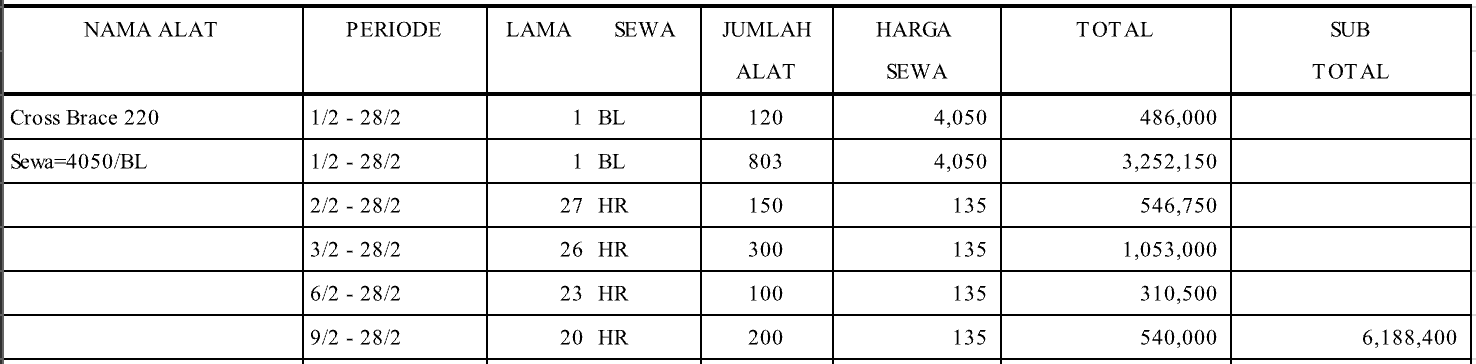 NAMA ALAT PERIODE LAMA SEWA JUMLAH ALAT HARGA SEWA TOTAL SUB TOTAL
Cross Brace 220 1/2 - 28/2 1 BL 120 4,050 486,000
Sewa=4050/BL 1/2 - 28/2 1 BL 803 4,050 3,252,150
2/2 - 28/2 27 HR 150 135 546,750
3/2 - 28/2 26 HR 300 135 1,053,000
6/2 - 28/2 23 HR 100 135 310,500
9/2 - 28/2 20 HR 200 135 540,000 6,188,400